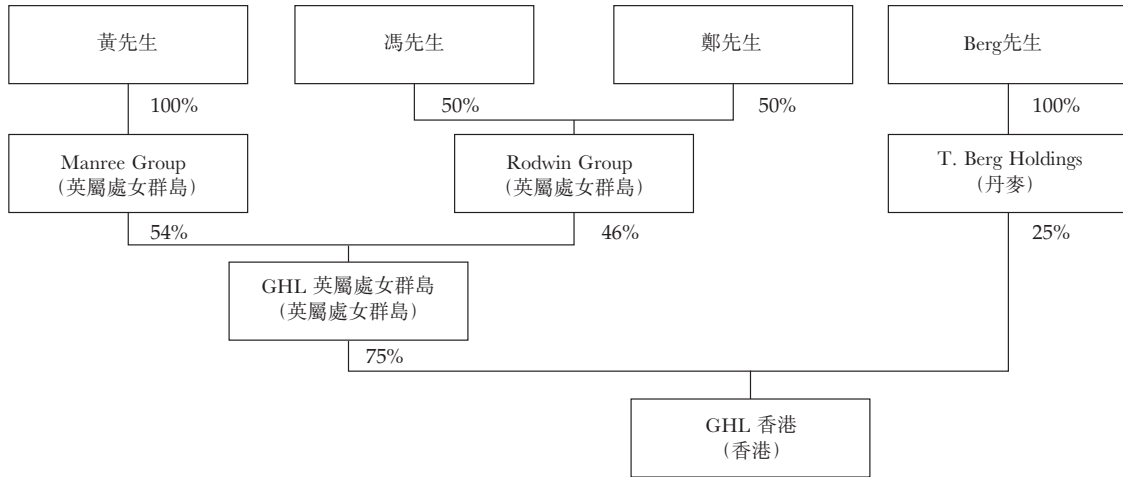 黃先生
馮先生
鄭先生
Berg先生
100%
50%
50%
100%
Manree Group
（英屬處女群島）
Rodwin Group
（英屬處女群島）
T. Berg Holdings
（丹麥）
54%
46%
25%
GHL 英屬處女群島
（英屬處女群島）
75%
GHL 香港
（香港）